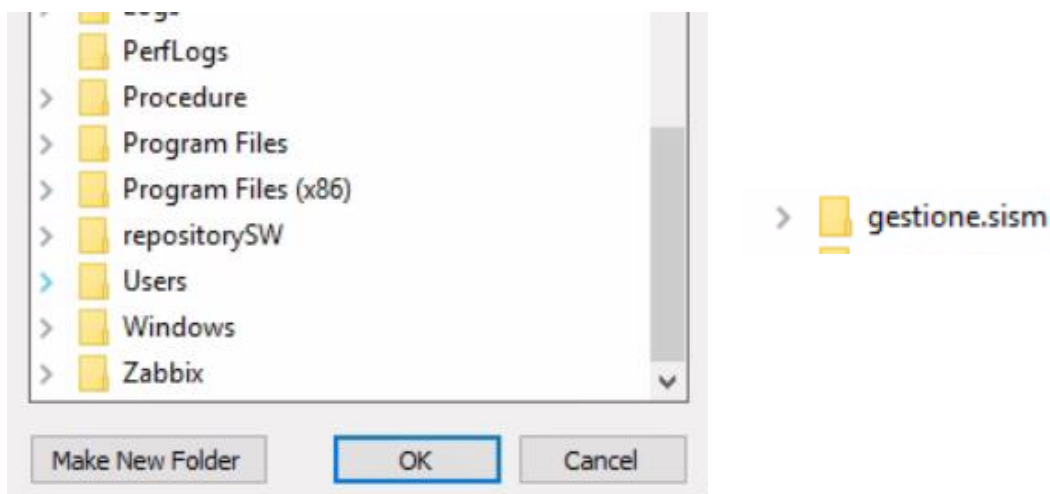 PerfLogs
Procedure
Program Files
Program Files (x86)
repositorySW
Users
Windows
Zabbix
Make New Folder
OK
Cancel
gestione.sism